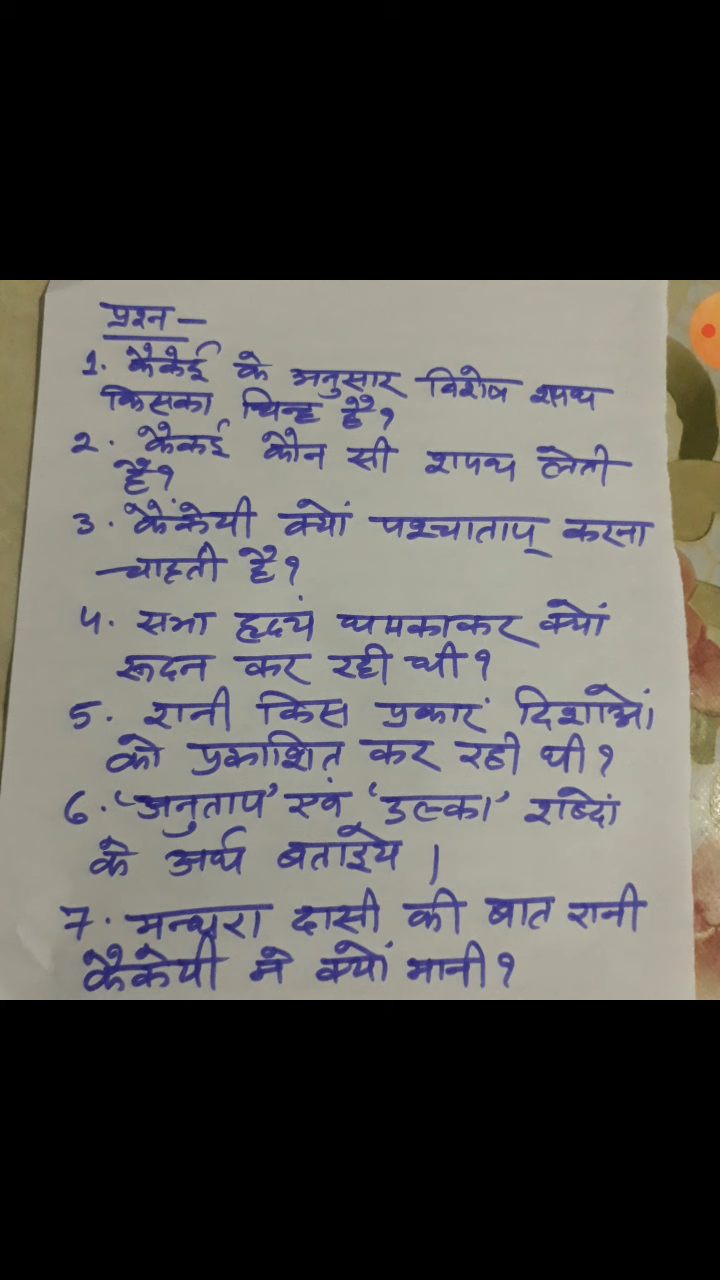 प्रश्न —
1. कैकेई के अनुसार विशेष शपथ
किसका चिन्ह है?
2. कैकई कौन सी शपथ लेती
है?
3. कैंकेयी क्यों पश्चाताप् करना
चाहती है?
4. सभा हृदय थामकाकर क्यों
रूदन कर रही थी?
5. रानी किस प्रकार दिशाओं
को प्रकाशित कर रही थी?
6. 'अनुताप' एवं 'उल्का' शब्दों
के अर्थ बताइये |
7. मन्थरा दासी की बात रानी
कैकेयी ने क्यों मानी?